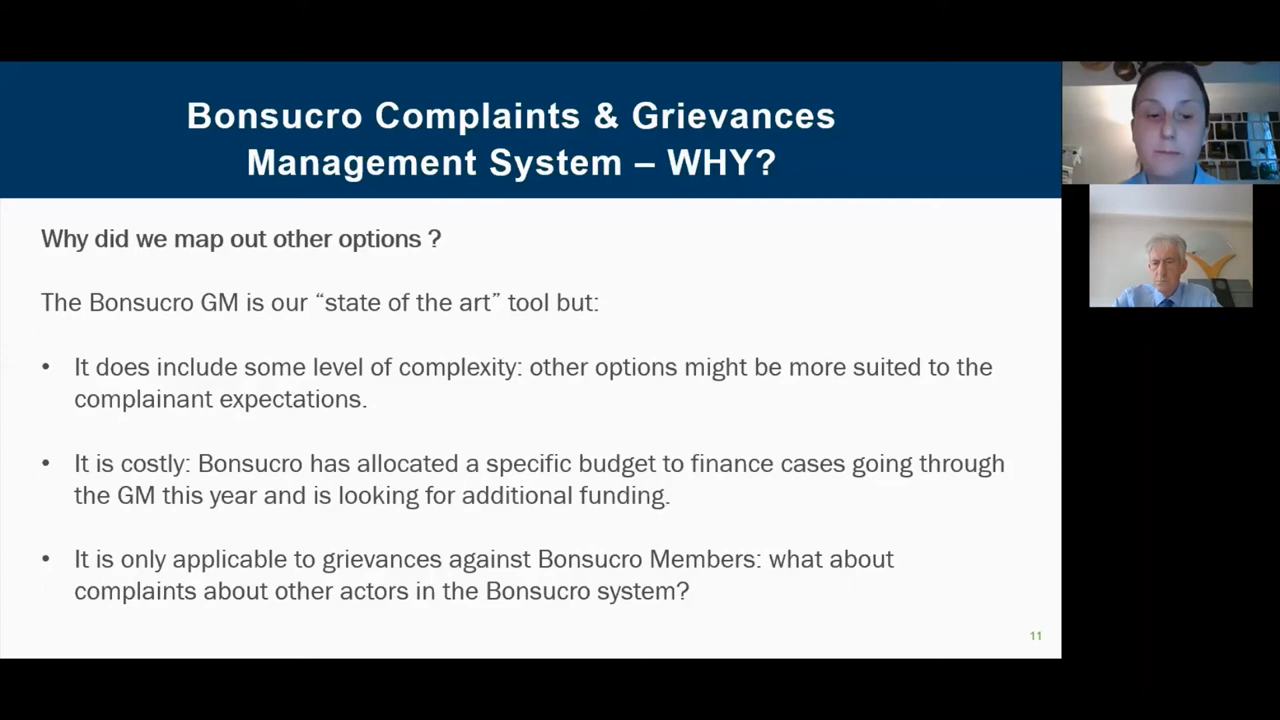 Bonsucro Complaints & Grievances
Management System – WHY?
Why did we map out other options ?
The Bonsucro GM is our “state of the art” tool but:
• It does include some level of complexity: other options might be more suited to the
complainant expectations.
• It is costly: Bonsucro has allocated a specific budget to finance cases going through
the GM this year and is looking for additional funding.
• It is only applicable to grievances against Bonsucro Members: what about
complaints about other actors in the Bonsucro system?
11